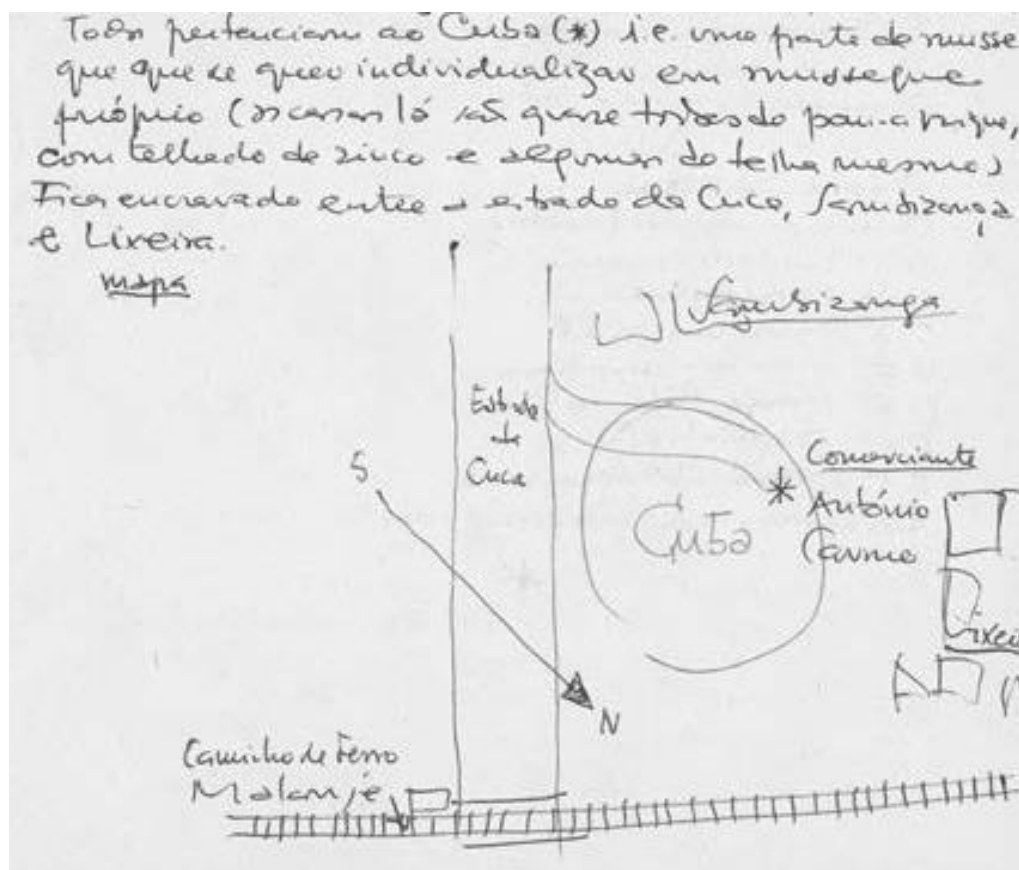 Todos pertenciam ao Cuba (*) i.e. uma parte do musse
que que se quer individualizar em musseque
próprio (as casas lá são quase todas de pau-a-pique,
com telhado de zinco e algumas de telha mesmo)
Fica encravado entre a estrada da Cuca, Sambizanga
e Lixeira.
mapa
Sambizanga
Estrada
da
Cuca
S
Comerciante
* António
Carmo
Cuba
Lixei
N
Caminho de Ferro
Malanje